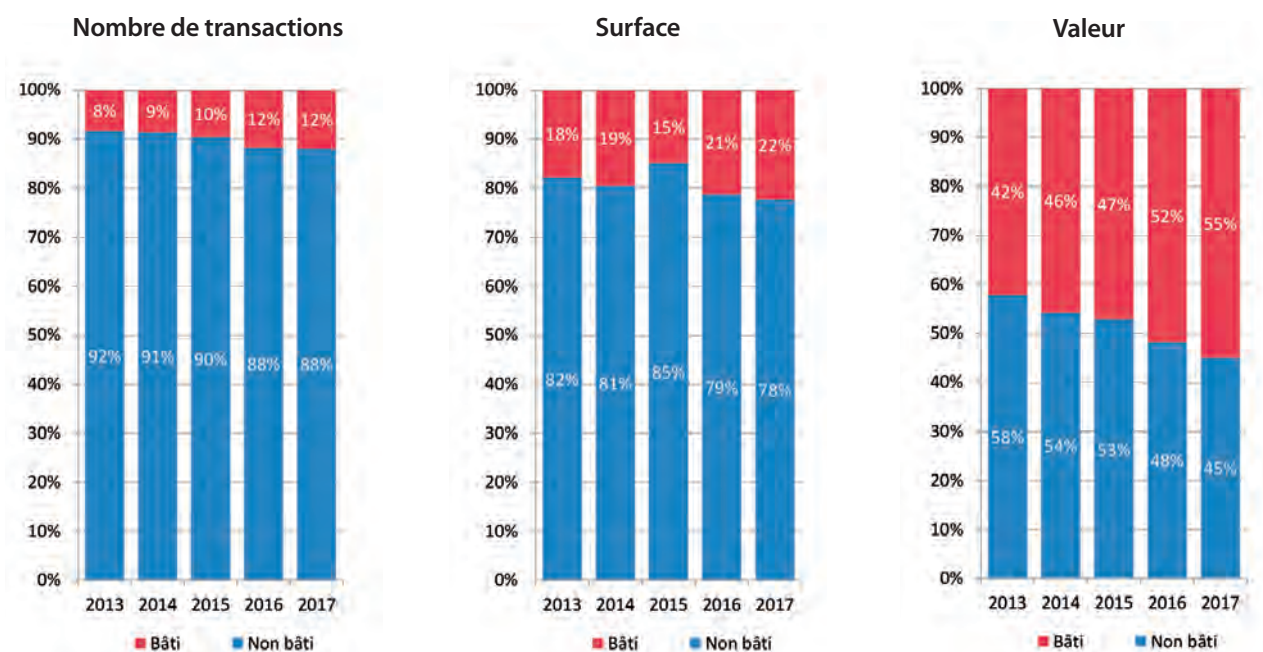 Nombre de transactions
100%
90%
80%
70%
60%
50%
40%
30%
20%
10%
0%
8% 9% 10% 12% 12%
92% 91% 90% 88% 88%
2013 2014 2015 2016 2017
Bâti Non bâti
Surface
100%
90%
80%
70%
60%
50%
40%
30%
20%
10%
0%
18% 19% 15% 21% 22%
82% 81% 85% 79% 78%
2013 2014 2015 2016 2017
Bâti Non bâti
Valeur
100%
90%
80%
70%
60%
50%
40%
30%
20%
10%
0%
42% 46% 47% 52% 55%
58% 54% 53% 48% 45%
2013 2014 2015 2016 2017
Bâti Non bâti